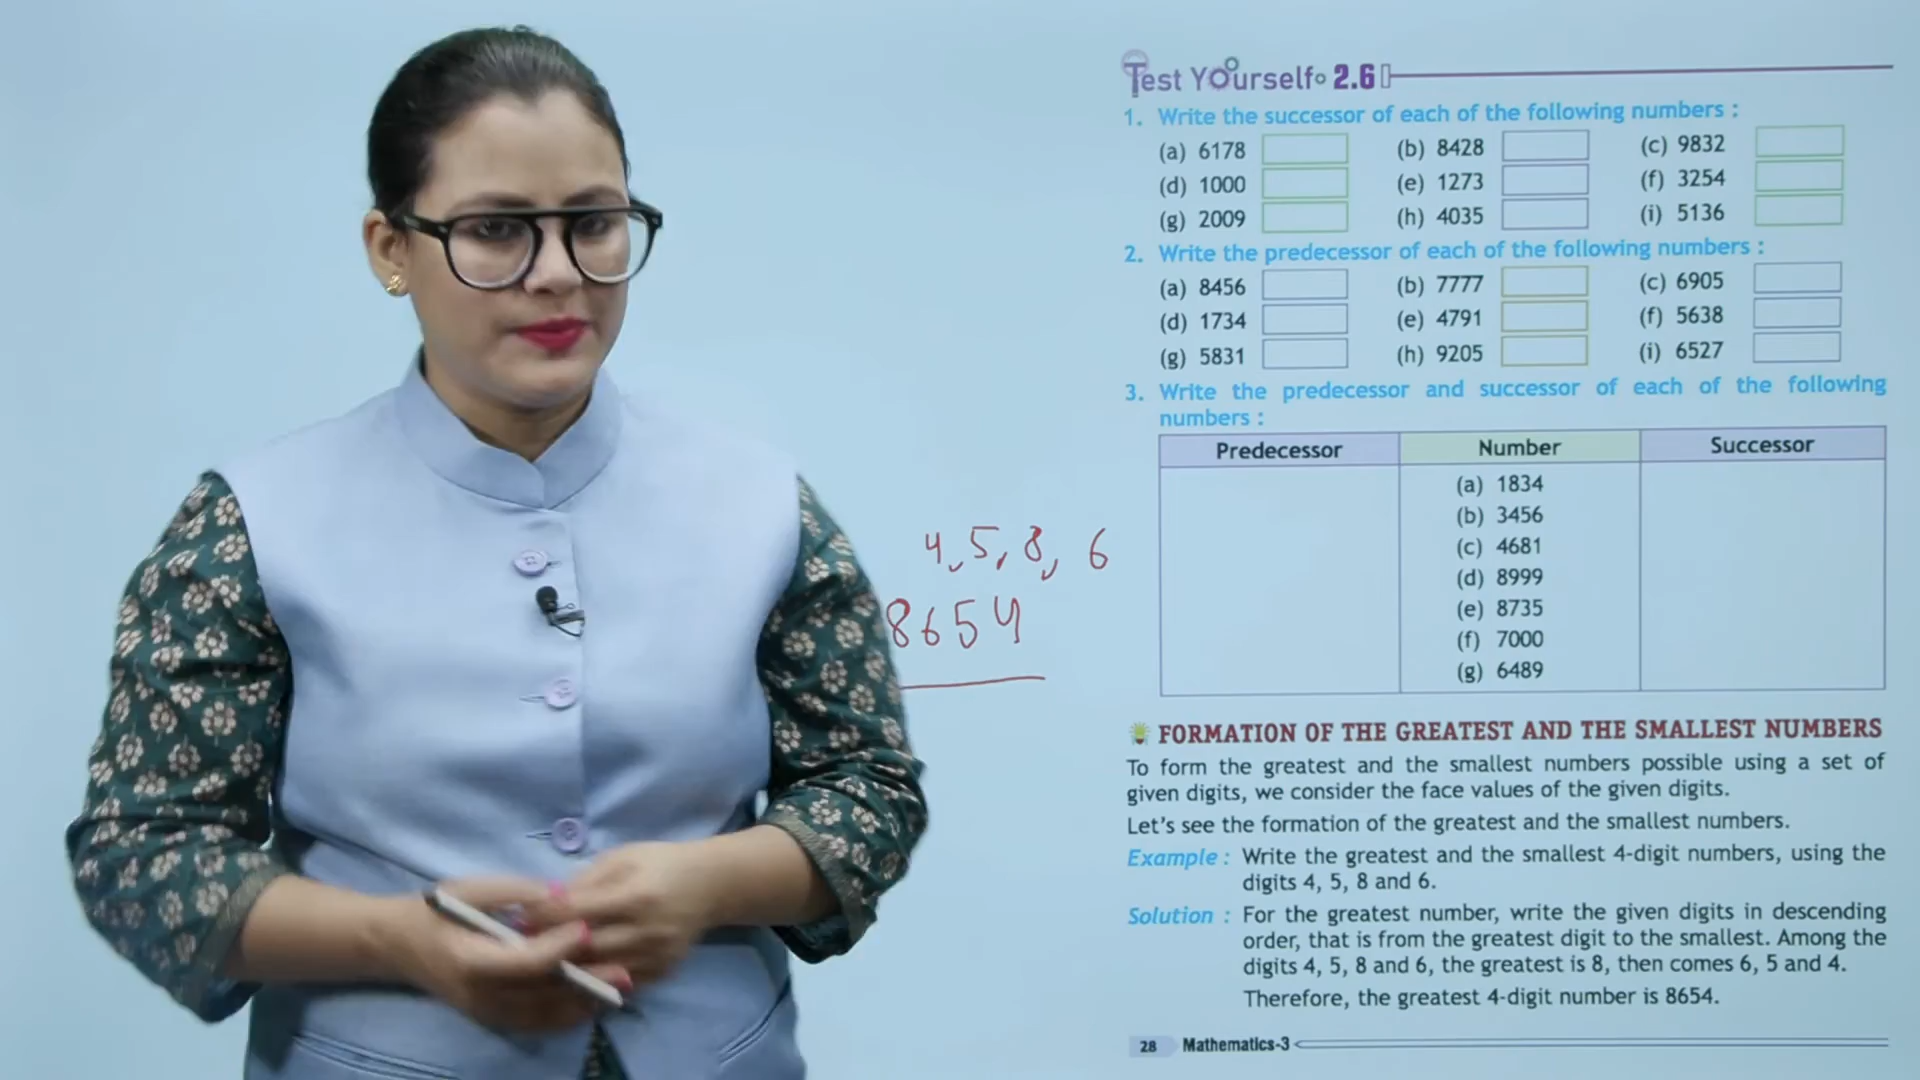 Test Yourself 2.6
1. Write the successor of each of the following numbers :
(a) 6178 (b) 8428 (c) 9832
(d) 1000 (e) 1273 (f) 3254
(g) 2009 (h) 4035 (i) 5136
2. Write the predecessor of each of the following numbers :
(a) 8456 (b) 7777 (c) 6905
(d) 1734 (e) 4791 (f) 5638
(g) 5831 (h) 9205 (i) 6527
3. Write the predecessor and successor of each of the following
numbers :
Predecessor Number Successor
(a) 1834
(b) 3456
(c) 4681
(d) 8999
(e) 8735
(f) 7000
(g) 6489
4, 5, 8, 6
8654
FORMATION OF THE GREATEST AND THE SMALLEST NUMBERS
To form the greatest and the smallest numbers possible using a set of
given digits, we consider the face values of the given digits.
Let's see the formation of the greatest and the smallest numbers.
Example : Write the greatest and the smallest 4-digit numbers, using the
digits 4, 5, 8 and 6.
Solution : For the greatest number, write the given digits in descending
order, that is from the greatest digit to the smallest. Among the
digits 4, 5, 8 and 6, the greatest is 8, then comes 6, 5 and 4.
Therefore, the greatest 4-digit number is 8654.
28 Mathematics-3